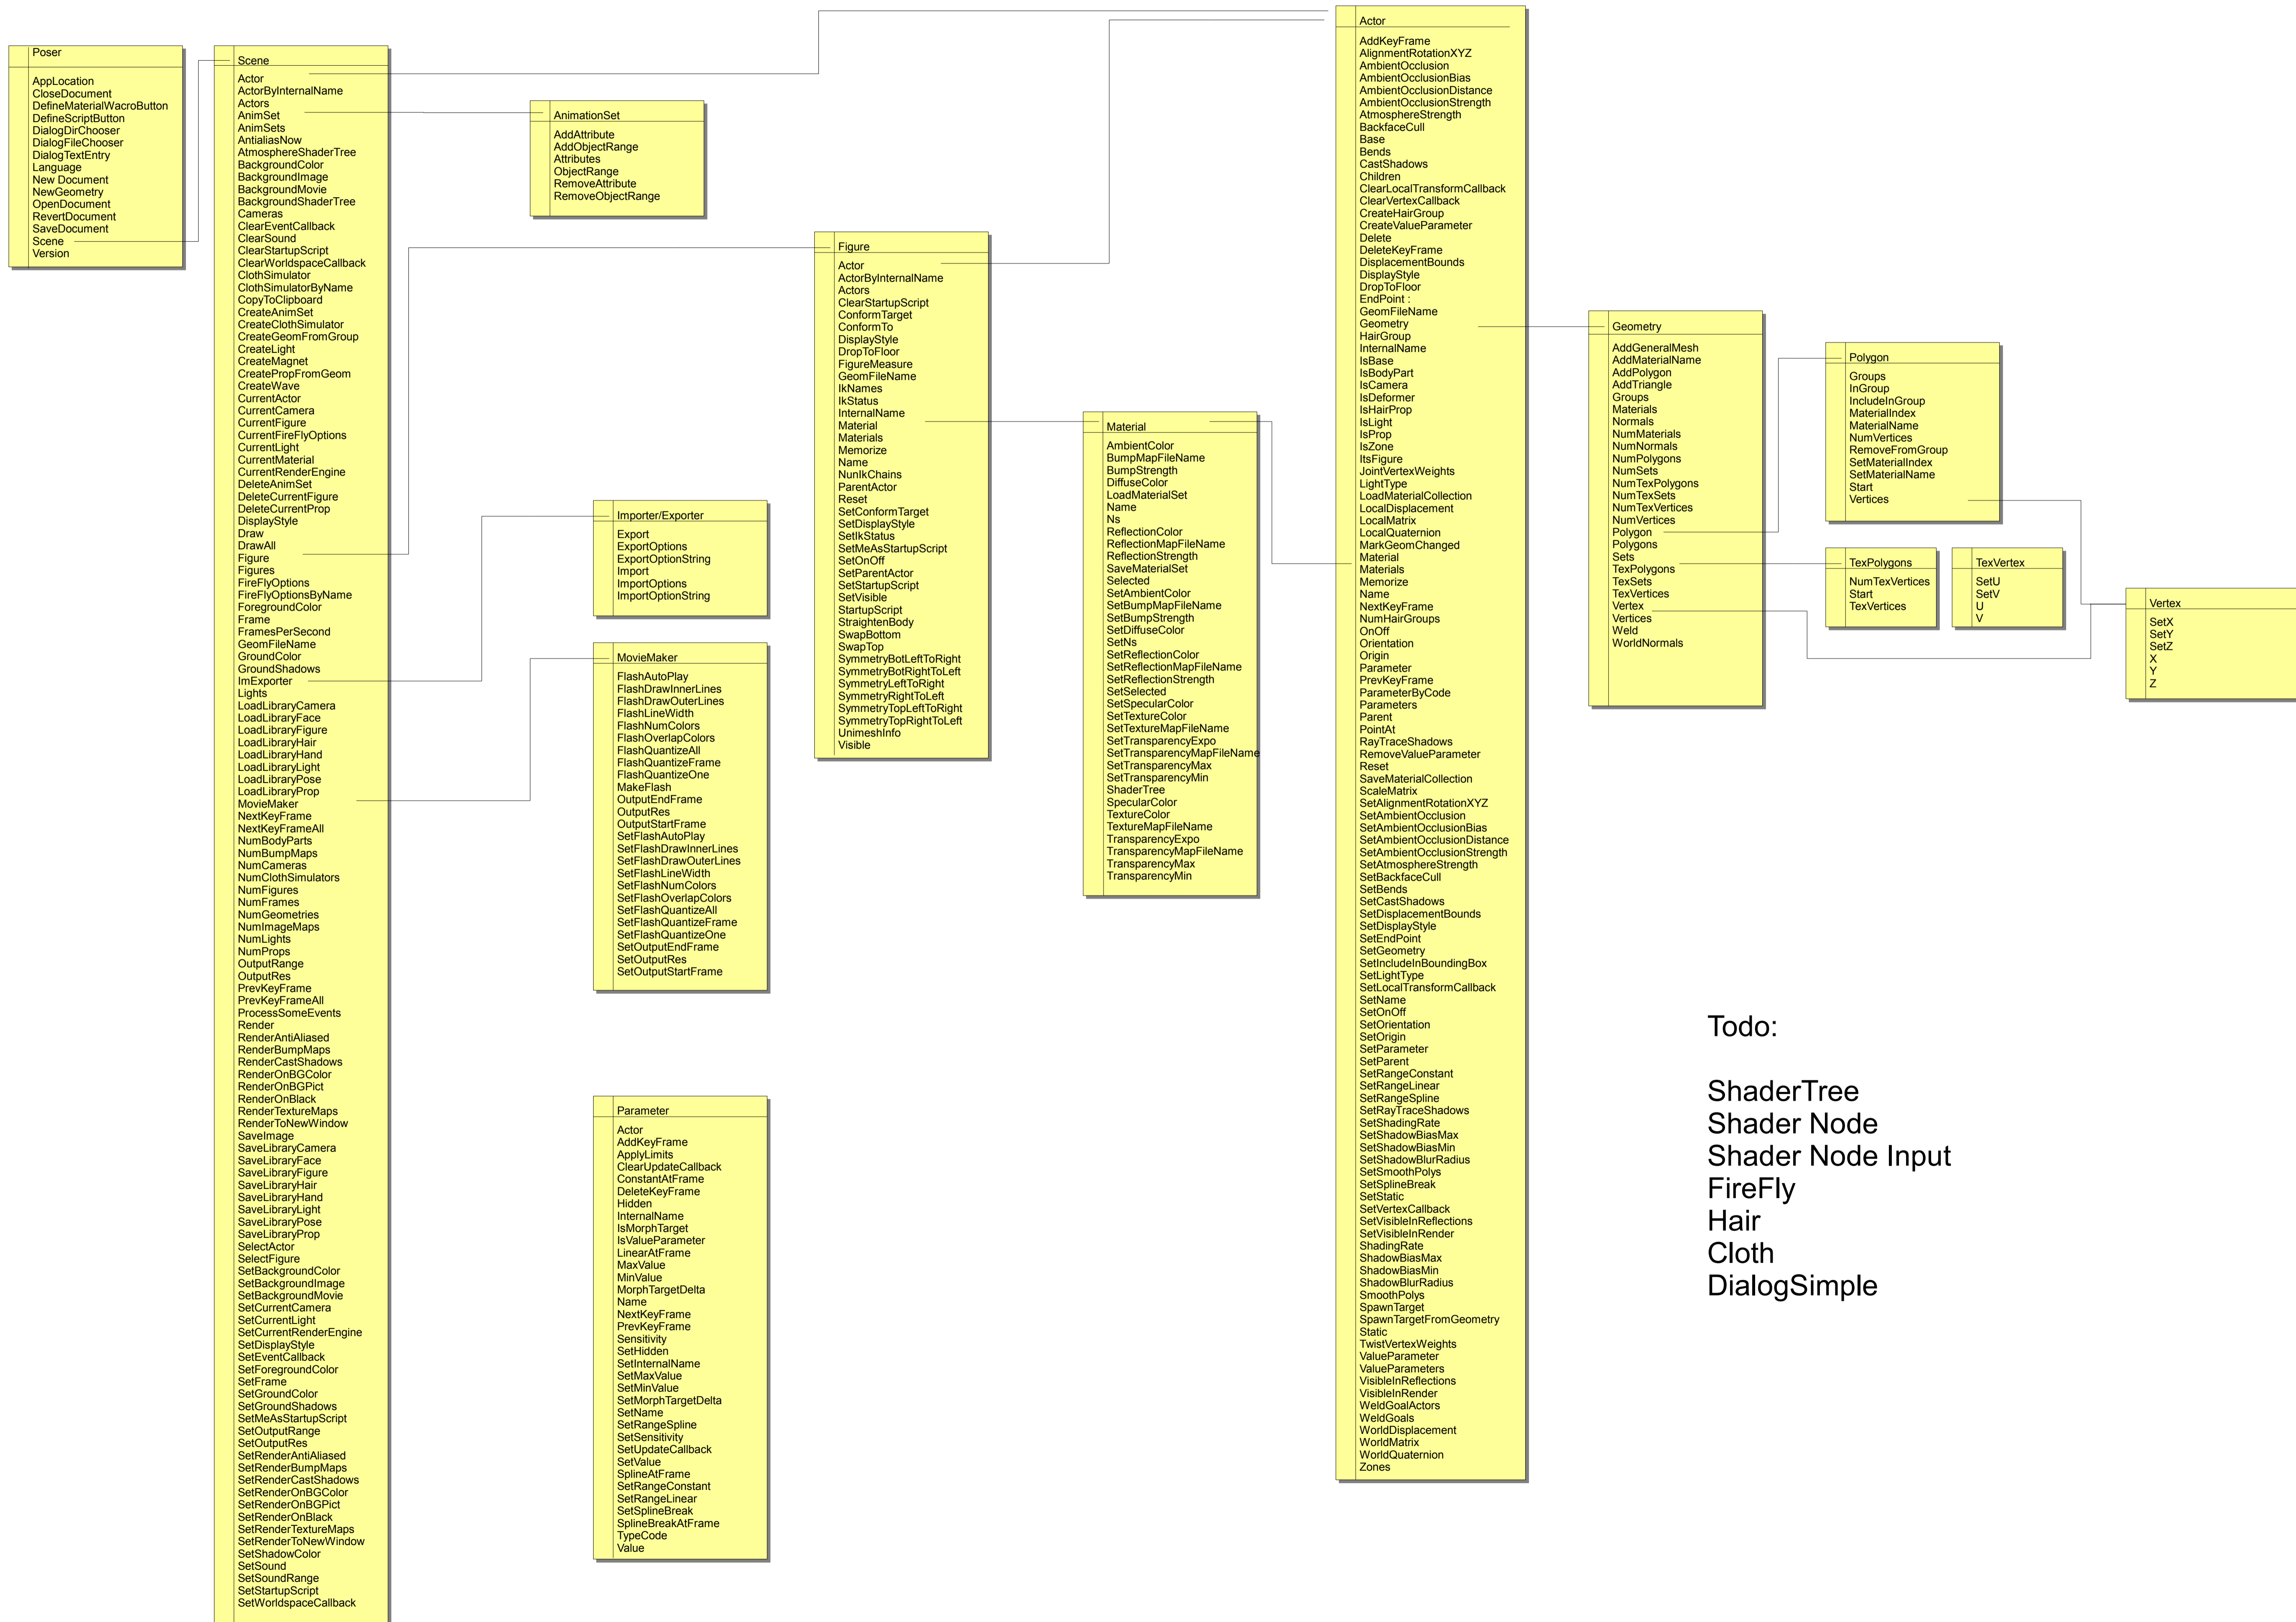 Poser
AppLocation
CloseDocument
DefineMaterialWacroButton
DefineScriptButton
DialogDirChooser
DialogFileChooser
DialogTextEntry
Language
New Document
NewGeometry
OpenDocument
RevertDocument
SaveDocument
Scene
Version
Scene
Actor
ActorByInternalName
Actors
AnimSet
AnimSets
AntialiasNow
AtmosphereShaderTree
BackgroundColor
BackgroundImage
BackgroundMovie
BackgroundShaderTree
Cameras
ClearEventCallback
ClearSound
ClearStartupScript
ClearWorldspaceCallback
ClothSimulator
ClothSimulatorByName
CopyToClipboard
CreateAnimSet
CreateClothSimulator
CreateGeomFromGroup
CreateLight
CreateMagnet
CreatePropFromGeom
CreateWave
CurrentActor
CurrentCamera
CurrentFigure
CurrentFireFlyOptions
CurrentLight
CurrentMaterial
CurrentRenderEngine
DeleteAnimSet
DeleteCurrentFigure
DeleteCurrentProp
DisplayStyle
Draw
DrawAll
Figure
Figures
FireFlyOptions
FireFlyOptionsByName
ForegroundColor
Frame
FramesPerSecond
GeomFileName
GroundColor
GroundShadows
ImExporter
Lights
LoadLibraryCamera
LoadLibraryFace
LoadLibraryFigure
LoadLibraryHair
LoadLibraryHand
LoadLibraryLight
LoadLibraryPose
LoadLibraryProp
MovieMaker
NextKeyFrame
NextKeyFrameAll
NumBodyParts
NumBumpMaps
NumCameras
NumClothSimulators
NumFigures
NumFrames
NumGeometries
NumImageMaps
NumLights
NumProps
OutputRange
OutputRes
PrevKeyFrame
PrevKeyFrameAll
ProcessSomeEvents
Render
RenderAntiAliased
RenderBumpMaps
RenderCastShadows
RenderOnBGColor
RenderOnBGPict
RenderOnBlack
RenderTextureMaps
RenderToNewWindow
SaveImage
SaveLibraryCamera
SaveLibraryFace
SaveLibraryFigure
SaveLibraryHair
SaveLibraryHand
SaveLibraryLight
SaveLibraryPose
SaveLibraryProp
SelectActor
SelectFigure
SetBackgroundColor
SetBackgroundImage
SetBackgroundMovie
SetCurrentCamera
SetCurrentLight
SetCurrentRenderEngine
SetDisplayStyle
SetEventCallback
SetForegroundColor
SetFrame
SetGroundColor
SetGroundShadows
SetMeAsStartupScript
SetOutputRange
SetOutputRes
SetRenderAntiAliased
SetRenderBumpMaps
SetRenderCastShadows
SetRenderOnBGColor
SetRenderOnBGPict
SetRenderOnBlack
SetRenderTextureMaps
SetRenderToNewWindow
SetShadowColor
SetSound
SetSoundRange
SetStartupScript
SetWorldspaceCallback
AnimationSet
AddAttribute
AddObjectRange
Attributes
ObjectRange
RemoveAttribute
RemoveObjectRange
Importer/Exporter
Export
ExportOptions
ExportOptionString
Import
ImportOptions
ImportOptionString
MovieMaker
FlashAutoPlay
FlashDrawInnerLines
FlashDrawOuterLines
FlashLineWidth
FlashNumColors
FlashOverlapColors
FlashQuantizeAll
FlashQuantizeFrame
FlashQuantizeOne
MakeFlash
OutputEndFrame
OutputRes
OutputStartFrame
SetFlashAutoPlay
SetFlashDrawInnerLines
SetFlashDrawOuterLines
SetFlashLineWidth
SetFlashNumColors
SetFlashOverlapColors
SetFlashQuantizeAll
SetFlashQuantizeFrame
SetFlashQuantizeOne
SetOutputEndFrame
SetOutputRes
SetOutputStartFrame
Parameter
Actor
AddKeyFrame
ApplyLimits
ClearUpdateCallback
ConstantAtFrame
DeleteKeyFrame
Hidden
InternalName
IsMorphTarget
IsValueParameter
LinearAtFrame
MaxValue
MinValue
MorphTargetDelta
Name
NextKeyFrame
PrevKeyFrame
Sensitivity
SetHidden
SetInternalName
SetMaxValue
SetMinValue
SetMorphTargetDelta
SetName
SetRangeSpline
SetSensitivity
SetUpdateCallback
SetValue
SplineAtFrame
SetRangeConstant
SetRangeLinear
SetSplineBreak
SplineBreakAtFrame
TypeCode
Value
Figure
Actor
ActorByInternalName
Actors
ClearStartupScript
ConformTarget
ConformTo
DisplayStyle
DropToFloor
FigureMeasure
GeomFileName
IkNames
IkStatus
InternalName
Material
Materials
Memorize
Name
NunIkChains
ParentActor
Reset
SetConformTarget
SetDisplayStyle
SetIkStatus
SetMeAsStartupScript
SetOnOff
SetParentActor
SetStartupScript
SetVisible
StartupScript
StraightenBody
SwapBottom
SwapTop
SymmetryBotLeftToRight
SymmetryBotRightToLeft
SymmetryLeftToRight
SymmetryRightToLeft
SymmetryTopLeftToRight
SymmetryTopRightToLeft
UnimeshInfo
Visible
Material
AmbientColor
BumpMapFileName
BumpStrength
DiffuseColor
LoadMaterialSet
Name
Ns
ReflectionColor
ReflectionMapFileName
ReflectionStrength
SaveMaterialSet
Selected
SetAmbientColor
SetBumpMapFileName
SetBumpStrength
SetDiffuseColor
SetNs
SetReflectionColor
SetReflectionMapFileName
SetReflectionStrength
SetSelected
SetSpecularColor
SetTextureColor
SetTextureMapFileName
SetTransparencyExpo
SetTransparencyMapFileName
SetTransparencyMax
SetTransparencyMin
ShaderTree
SpecularColor
TextureColor
TextureMapFileName
TransparencyExpo
TransparencyMapFileName
TransparencyMax
TransparencyMin
Actor
AddKeyFrame
AlignmentRotationXYZ
AmbientOcclusion
AmbientOcclusionBias
AmbientOcclusionDistance
AmbientOcclusionStrength
AtmosphereStrength
BackfaceCull
Base
Bends
CastShadows
Children
ClearLocalTransformCallback
ClearVertexCallback
CreateHairGroup
CreateValueParameter
Delete
DeleteKeyFrame
DisplacementBounds
DisplayStyle
DropToFloor
EndPoint :
GeomFileName
Geometry
HairGroup
InternalName
IsBase
IsBodyPart
IsCamera
IsDeformer
IsHairProp
IsLight
IsProp
IsZone
ItsFigure
JointVertexWeights
LightType
LoadMaterialCollection
LocalDisplacement
LocalMatrix
LocalQuaternion
MarkGeomChanged
Material
Materials
Memorize
Name
NextKeyFrame
NumHairGroups
OnOff
Orientation
Origin
Parameter
PrevKeyFrame
ParameterByCode
Parameters
Parent
PointAt
RayTraceShadows
RemoveValueParameter
Reset
SaveMaterialCollection
ScaleMatrix
SetAlignmentRotationXYZ
SetAmbientOcclusion
SetAmbientOcclusionBias
SetAmbientOcclusionDistance
SetAmbientOcclusionStrength
SetAtmosphereStrength
SetBackfaceCull
SetBends
SetCastShadows
SetDisplacementBounds
SetDisplayStyle
SetEndPoint
SetGeometry
SetIncludeInBoundingBox
SetLightType
SetLocalTransformCallback
SetName
SetOnOff
SetOrientation
SetOrigin
SetParameter
SetParent
SetRangeConstant
SetRangeLinear
SetRangeSpline
SetRayTraceShadows
SetShadingRate
SetShadowBiasMax
SetShadowBiasMin
SetShadowBlurRadius
SetSmoothPolys
SetSplineBreak
SetStatic
SetVertexCallback
SetVisibleInReflections
SetVisibleInRender
ShadingRate
ShadowBiasMax
ShadowBiasMin
ShadowBlurRadius
SmoothPolys
SpawnTarget
SpawnTargetFromGeometry
Static
TwistVertexWeights
ValueParameter
ValueParameters
VisibleInReflections
VisibleInRender
WeldGoalActors
WeldGoals
WorldDisplacement
WorldMatrix
WorldQuaternion
Zones
Geometry
AddGeneralMesh
AddMaterialName
AddPolygon
AddTriangle
Groups
Materials
Normals
NumMaterials
NumNormals
NumPolygons
NumSets
NumTexPolygons
NumTexSets
NumTexVertices
NumVertices
Polygon
Polygons
Sets
TexPolygons
TexSets
TexVertices
Vertex
Vertices
Weld
WorldNormals
Polygon
Groups
InGroup
IncludeInGroup
MaterialIndex
MaterialName
NumVertices
RemoveFromGroup
SetMaterialIndex
SetMaterialName
Start
Vertices
TexPolygons
NumTexVertices
Start
TexVertices
TexVertex
SetU
SetV
U
V
Vertex
SetX
SetY
SetZ
X
Y
Z
Todo:
ShaderTree
Shader Node
Shader Node Input
FireFly
Hair
Cloth
DialogSimple